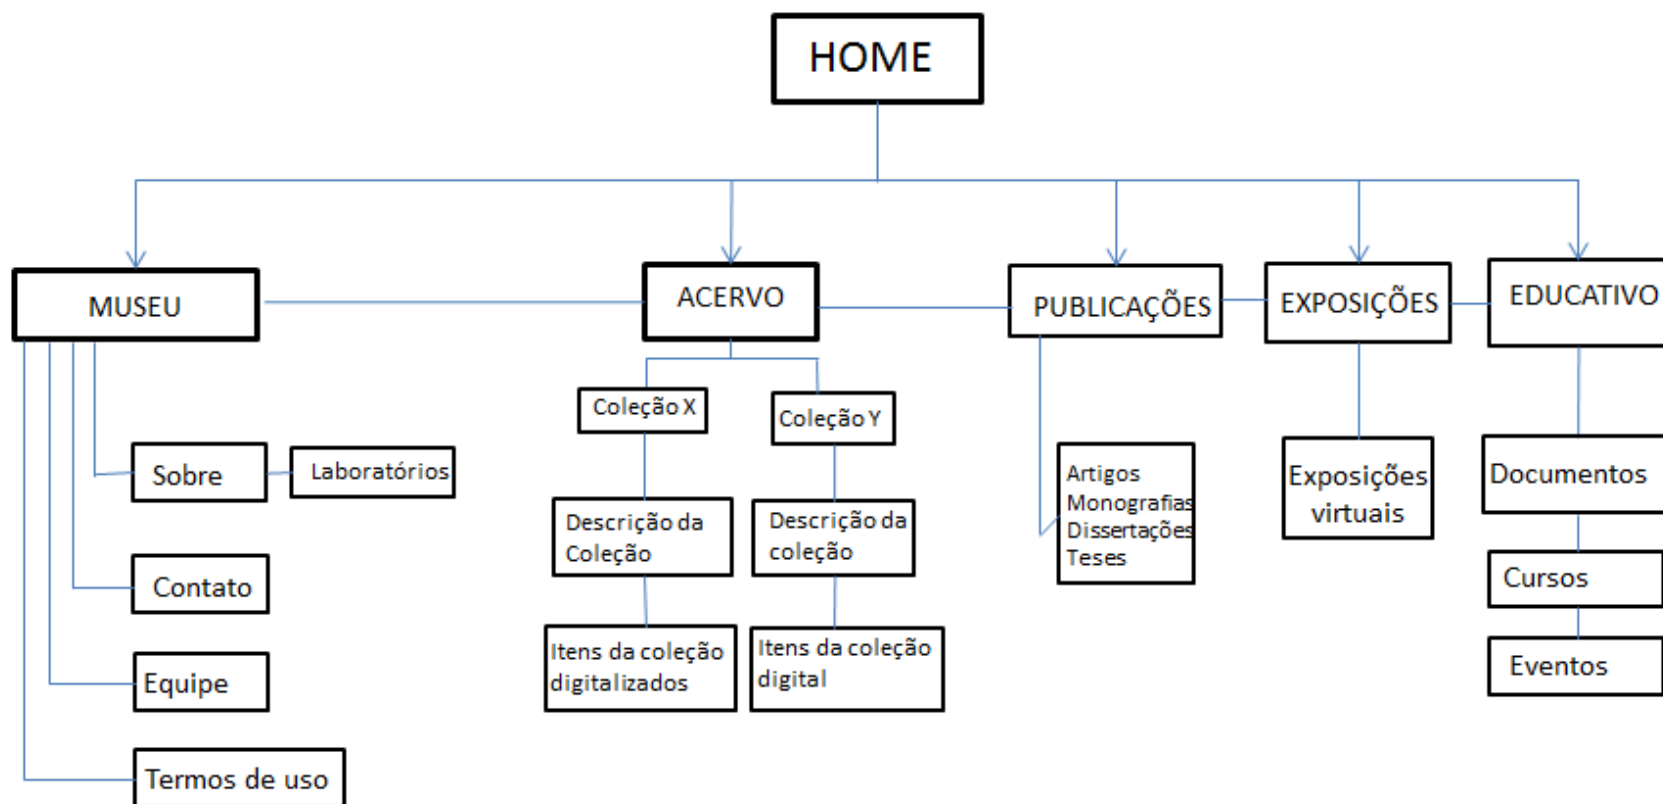 HOME
MUSEU
ACERVO
PUBLICAÇÕES
EXPOSIÇÕES
EDUCATIVO
Sobre
Laboratórios
Contato
Equipe
Termos de uso
Coleção X
Descrição da
Coleção
Itens da coleção
digitalizados
Coleção Y
Descrição da
coleção
Itens da coleção
digital
Artigos
Monografias
Dissertações
Teses
Exposições
virtuais
Documentos
Cursos
Eventos